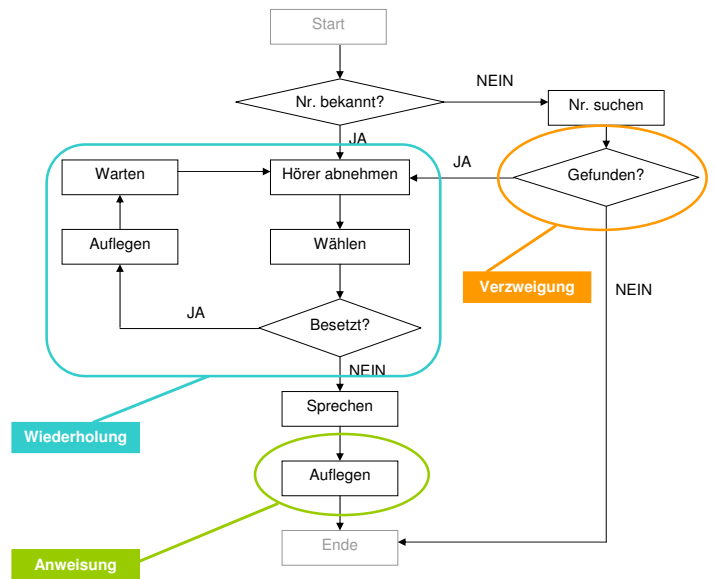 Start
NEIN
Nr. bekannt?
Nr. suchen
JA
JA
Warten
Hörer abnehmen
Gefunden?
Auflegen
Wählen
Verzweigung
NEIN
JA
Besetzt?
NEIN
Sprechen
Wiederholung
Auflegen
Ende
Anweisung